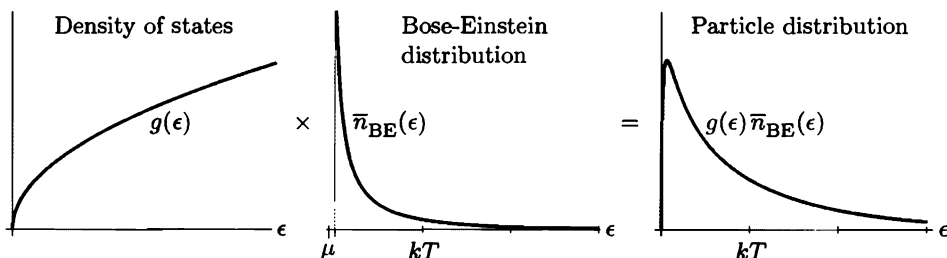 Density of states
g(ϵ)
ϵ
×
Bose-Einstein
distribution
n̅BE(ϵ)
μ
kT
ϵ
=
Particle distribution
g(ϵ) n̅BE(ϵ)
kT
ϵ